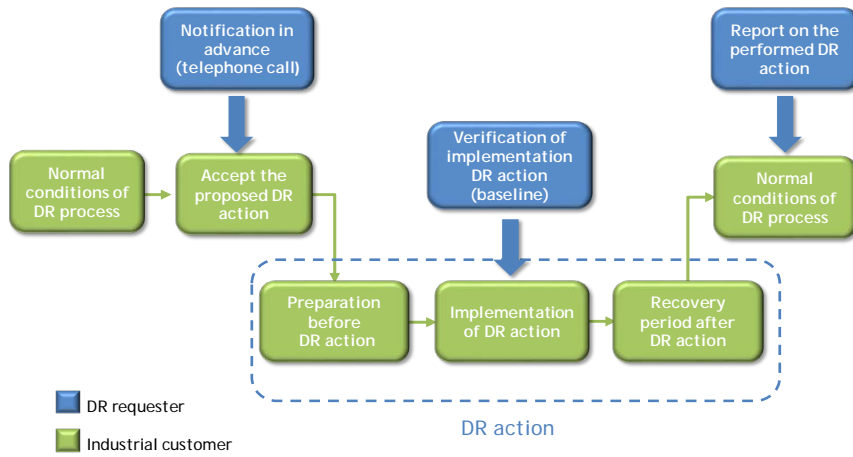 Notification in
advance
(telephone call)
Report on the
performed DR
action
Verification of
implementation
DR action
(baseline)
Normal
conditions of
DR process
Accept the
proposed DR
action
Normal
conditions of
DR process
Preparation
before
DR action
Implementation
of DR action
Recovery
period after
DR action
DR requester
Industrial customer
DR action